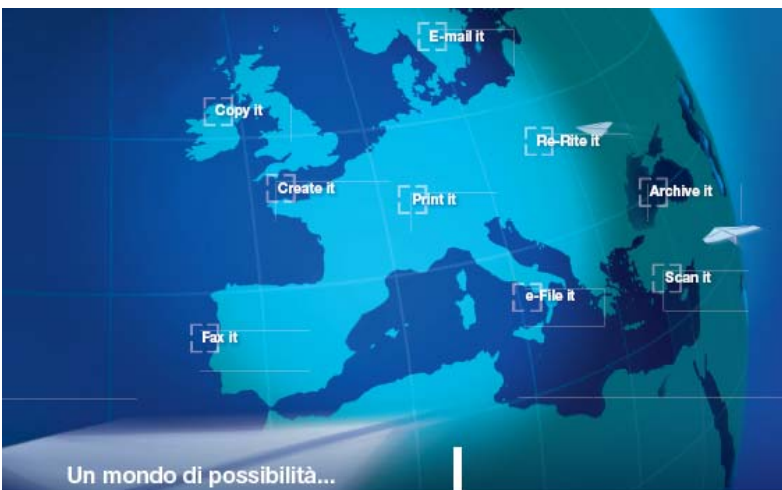 E-mail it
Copy it
Re-Rite it
Create it
Print it
Archive it
Scan it
e-File it
Fax it
Un mondo di possibilità...